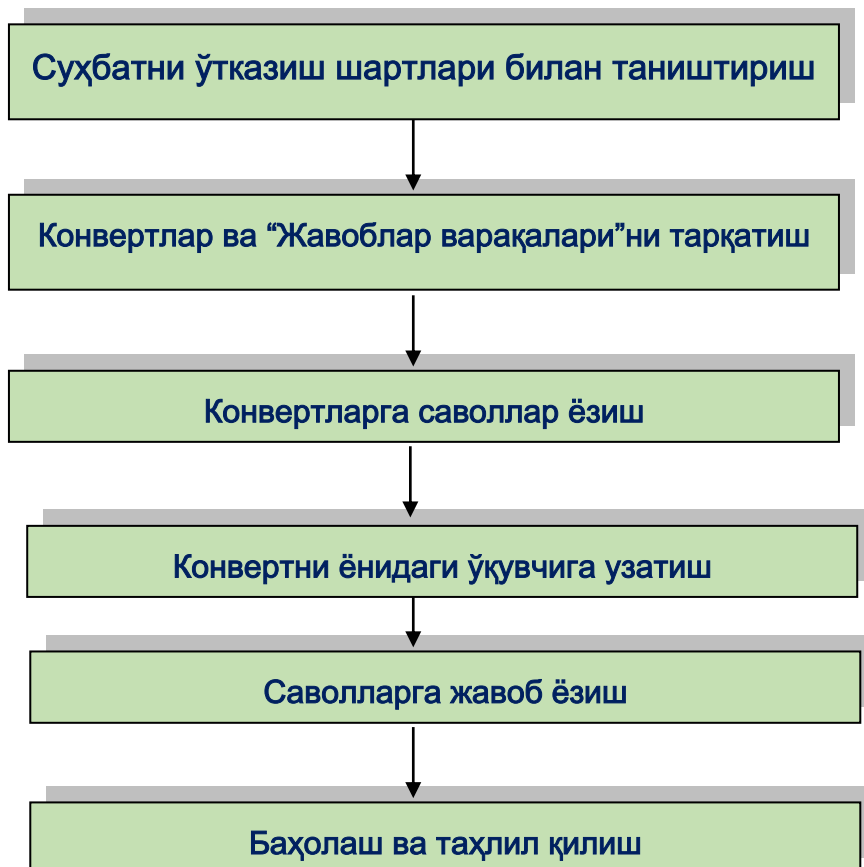 Суҳбатни ўтказиш шартлари билан таништириш
Конвертлар ва “Жавоблар варақалари”ни тарқатиш
Конвертларга саволлар ёзиш
Конвертни ёнидаги ўқувчига узатиш
Саволларга жавоб ёзиш
Баҳолаш ва таҳлил қилиш